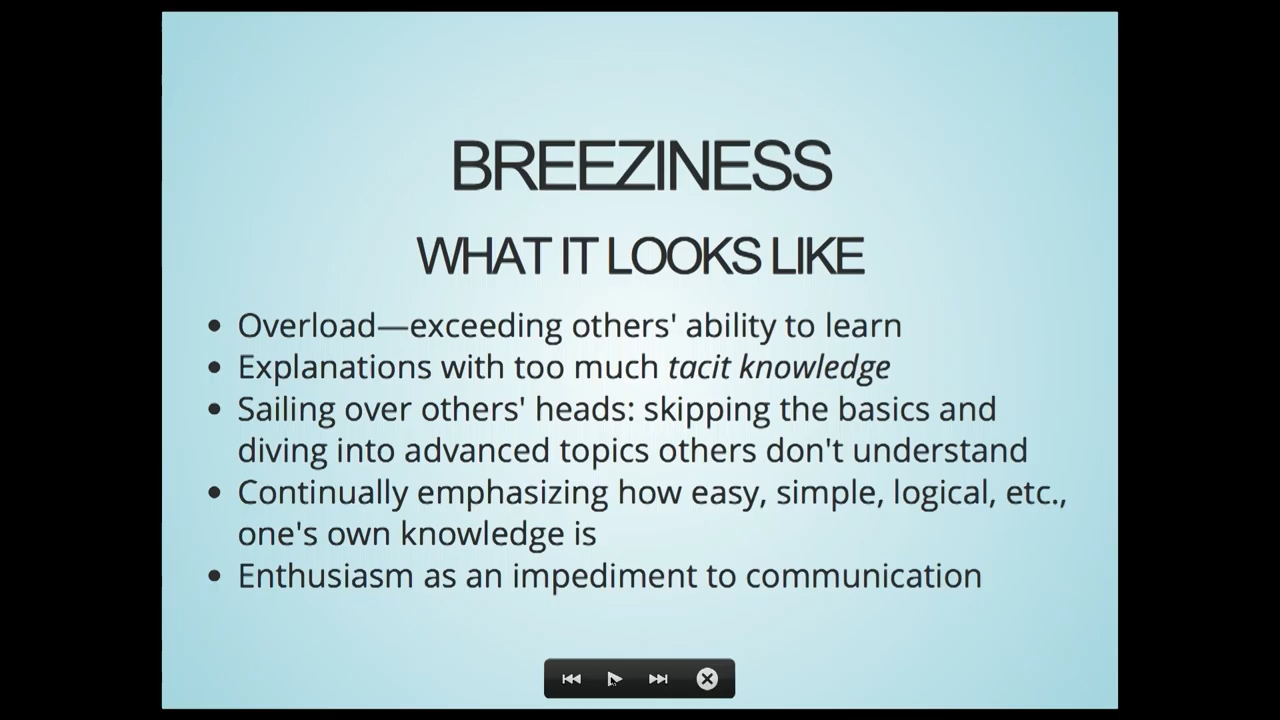 BREEZINESS
WHAT IT LOOKS LIKE
Overload—exceeding others' ability to learn
Explanations with too much tacit knowledge
Sailing over others' heads: skipping the basics and
diving into advanced topics others don't understand
Continually emphasizing how easy, simple, logical, etc.,
one's own knowledge is
Enthusiasm as an impediment to communication